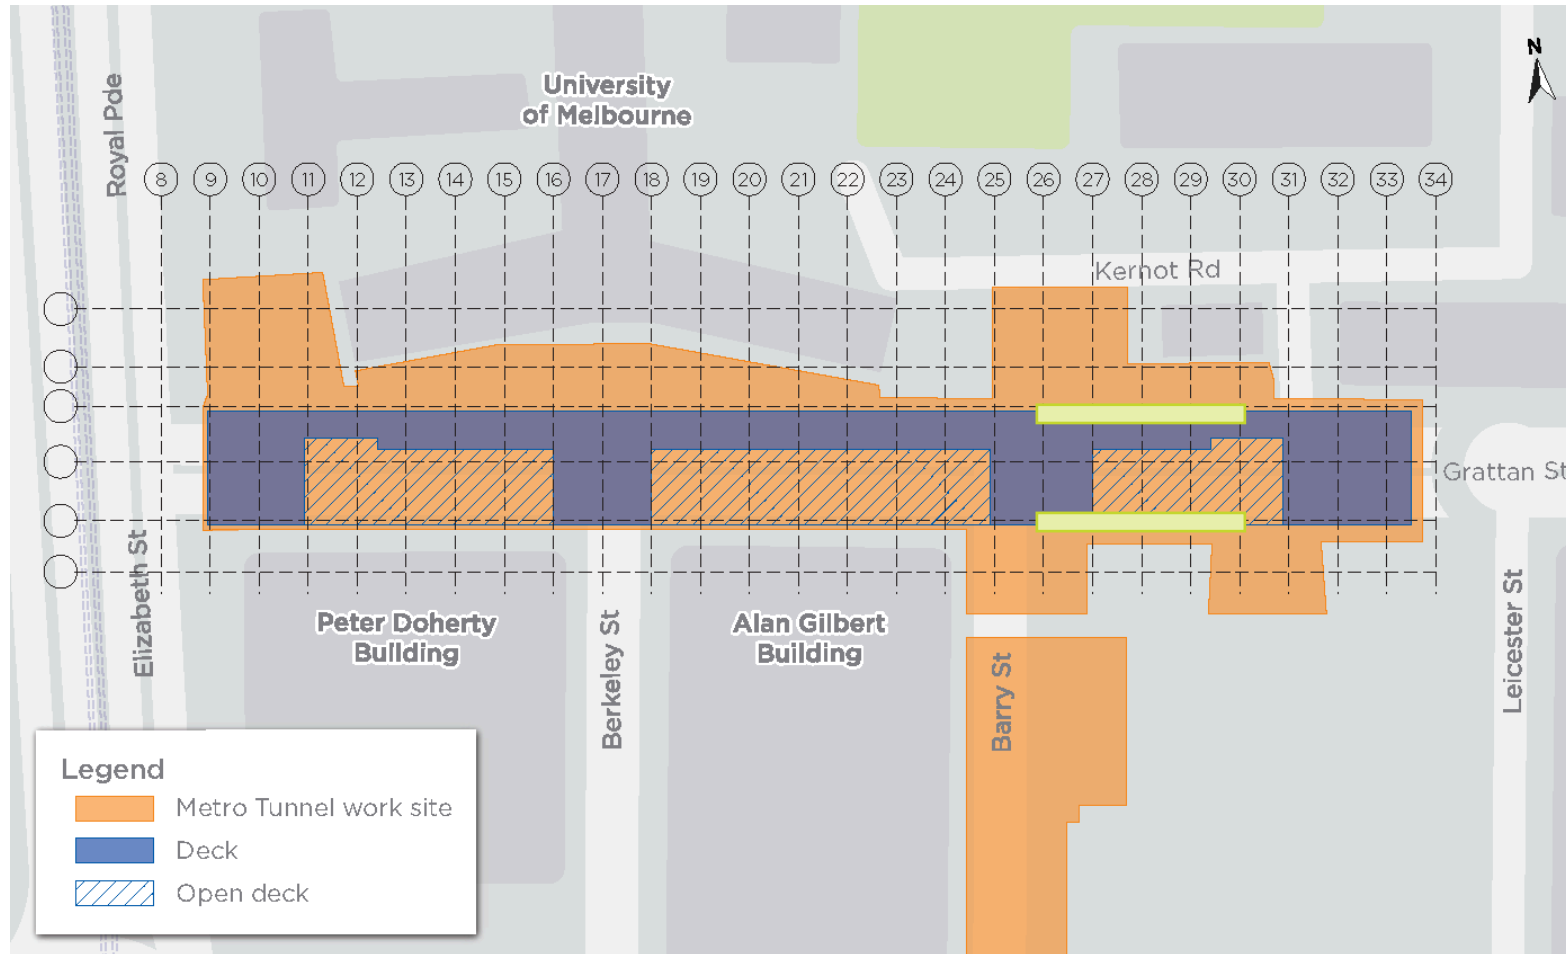 N
University
of Melbourne
Royal Pde
8 9 10 11 12 13 14 15 16 17 18 19 20 21 22 23 24 25 26 27 28 29 30 31 32 33 34
Kernot Rd
Grattan St
Elizabeth St
Peter Doherty
Building
Berkeley St
Alan Gilbert
Building
Barry St
Leicester St
Legend
Metro Tunnel work site
Deck
Open deck